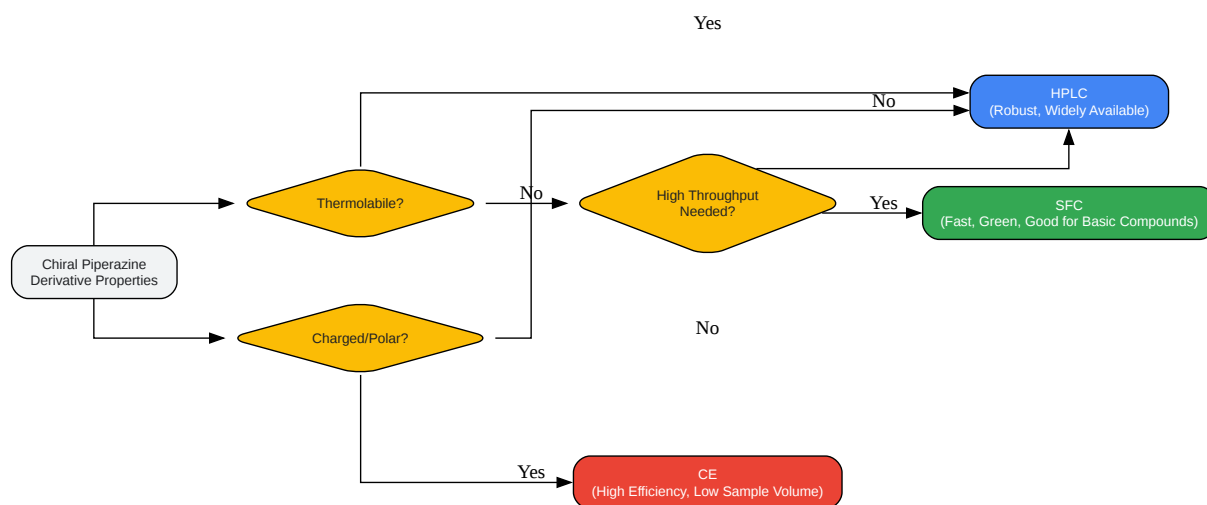 Yes
HPLC
(Robust, Widely Available)
No
Thermolabile?
No
High Throughput
Needed?
Yes
SFC
(Fast, Green, Good for Basic Compounds)
Chiral Piperazine
Derivative Properties
Charged/Polar?
No
Yes
CE
(High Efficiency, Low Sample Volume)